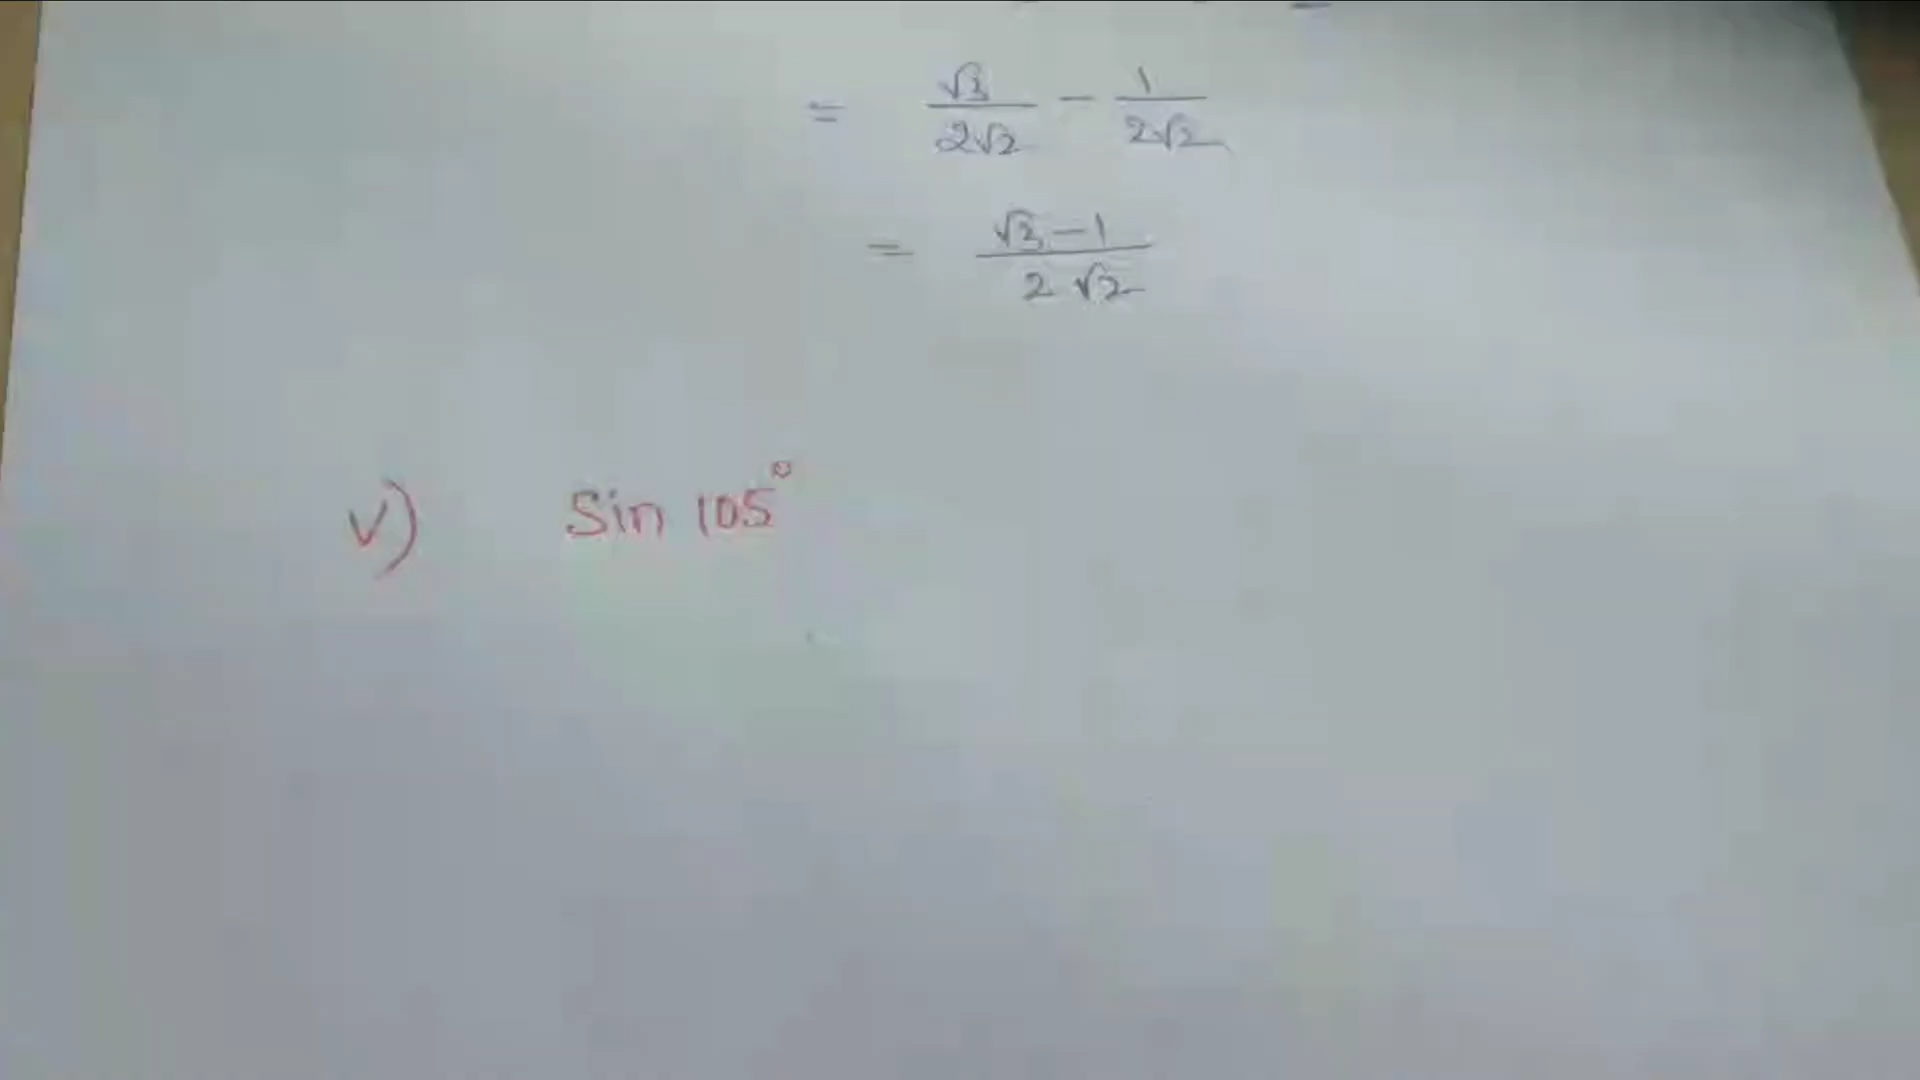 = √3/2√2 - 1/2√2
= √3-1/2√2
v) Sin 105°